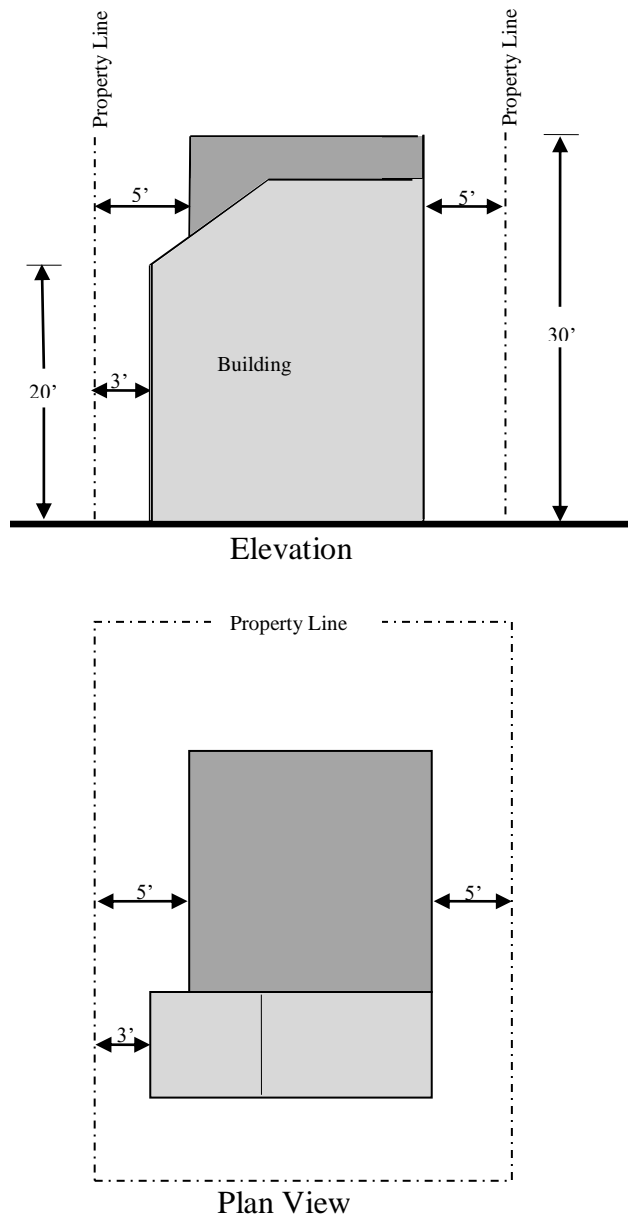 Property Line
Property Line
5’
5’
Building
30’
3’
20’
Elevation
Property Line
5’
5’
3’
Plan View